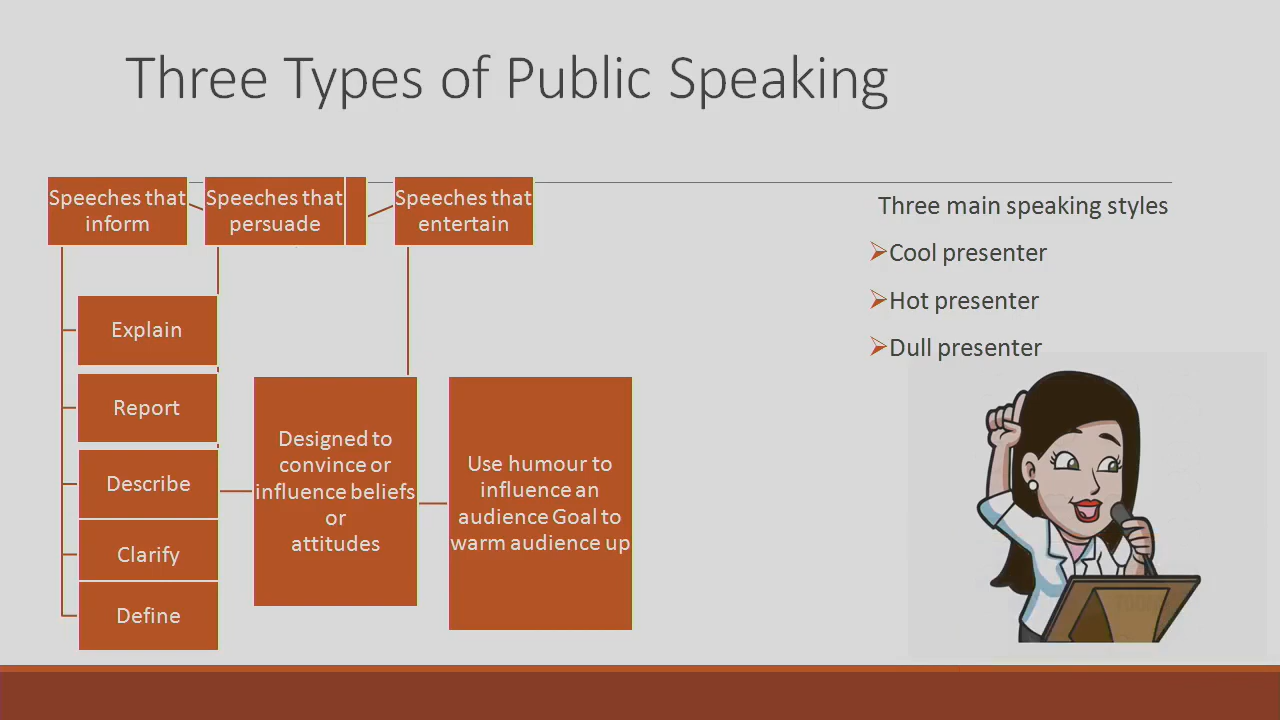 Three Types of Public Speaking
Speeches that
inform
Speeches that
persuade
Speeches that
entertain
Explain
Report
Describe
Clarify
Define
Designed to
convince or
influence beliefs
or
attitudes
Use humour to
influence an
audience Goal to
warm audience up
Three main speaking styles
Cool presenter
Hot presenter
Dull presenter